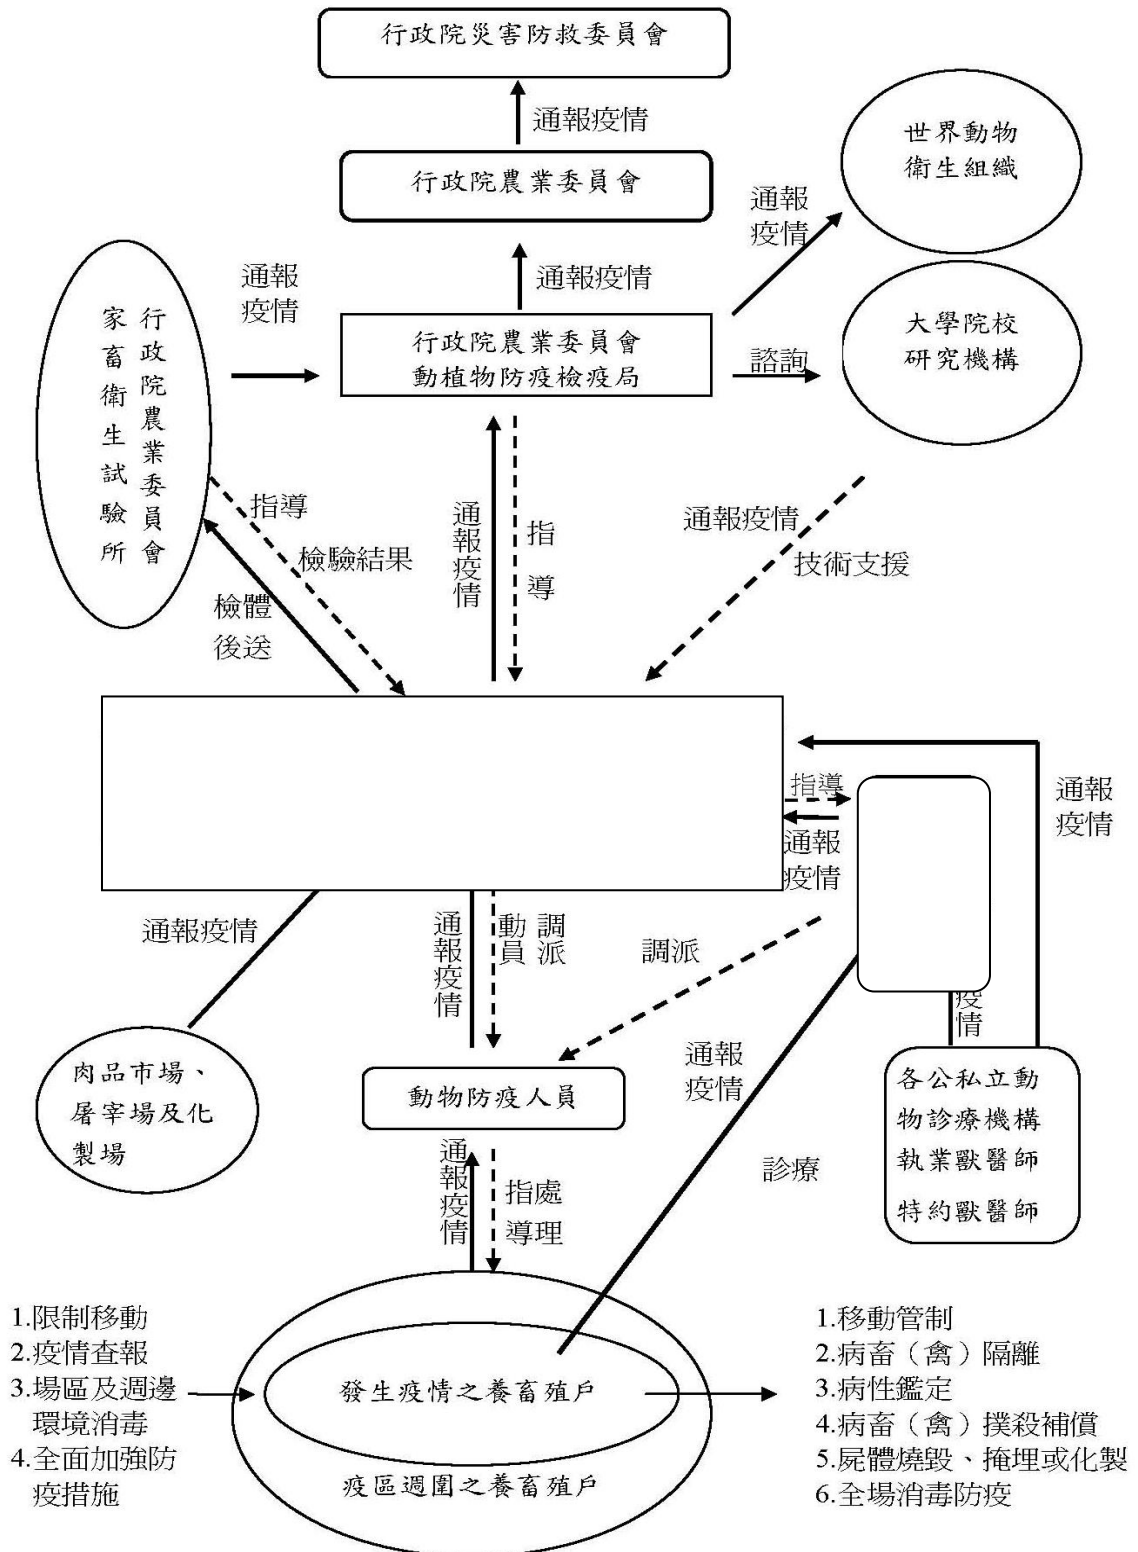 行政院災害防救委員會
通報疫情
行政院農業委員會
世界動物
衛生組織
通報
疫情
通報
疫情
通報疫情
行政院農業委員會
動植物防疫檢疫局
諮詢
大學院校
研究機構
行政院農業委員會
家畜衛生試驗所
指導
檢驗結果
檢體
後送
通報疫情
指
導
通報疫情
技術支援
指導
通報
疫情
通報
疫情
通報疫情
通報疫情
調派
動員
調派
疫情
通報
疫情
肉品市場、
屠宰場及化
製場
動物防疫人員
各公私立動
物診療機構
執業獸醫師
特約獸醫師
診療
通報疫情
指處
導理
1.限制移動
2.疫情查報
3.場區及週邊
環境消毒
4.全面加強防
疫措施
發生疫情之養畜殖戶
疫區週圍之養畜殖戶
1.移動管制
2.病畜（禽）隔離
3.病性鑑定
4.病畜（禽）撲殺補償
5.屍體燒毀、掩埋或化製
6.全場消毒防疫